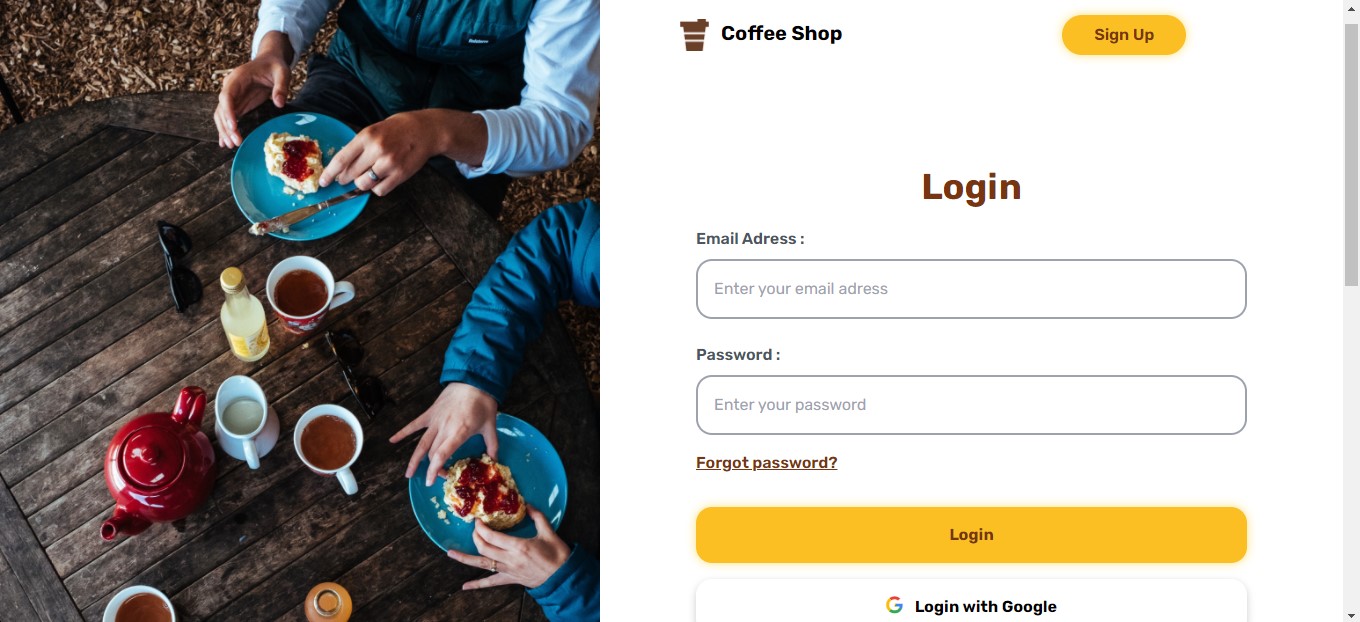 Coffee Shop
Sign Up
Login
Email Adress :
Enter your email adress
Password :
Enter your password
Forgot password?
Login
Login with Google